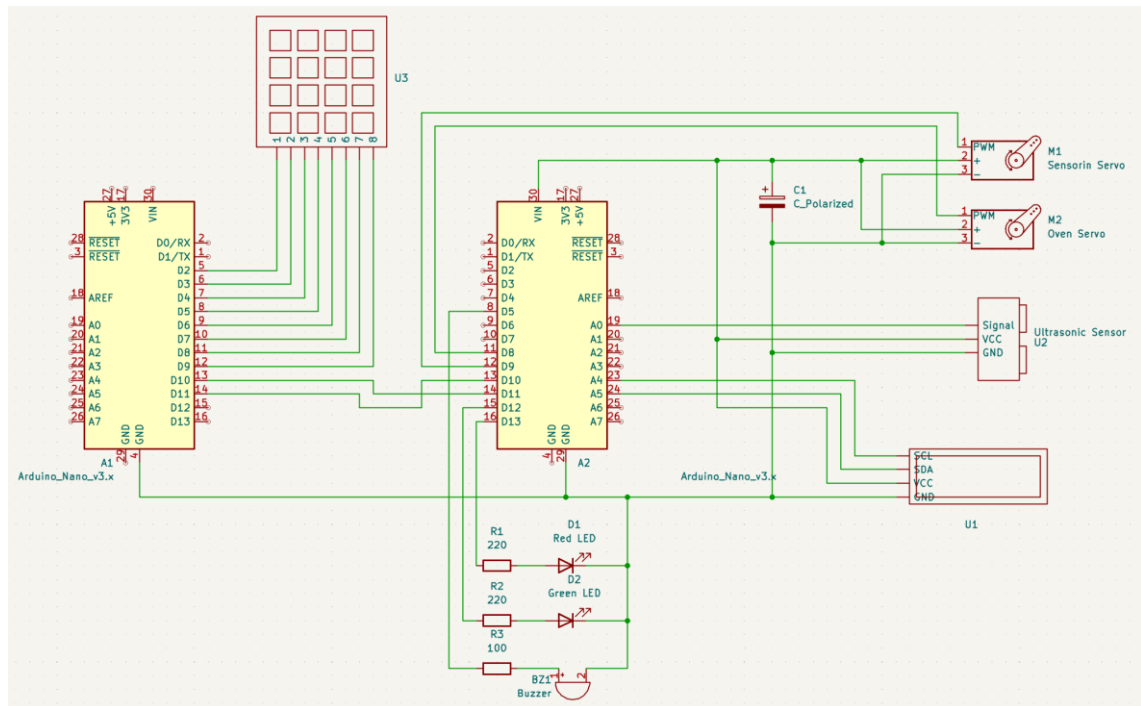 U3
1 2 3 4 5 6 7 8
27 17 30
+5V 3V3 VIN
28 RESET
3 RESET
18 AREF
19 A0
20 A1
21 A2
22 A3
23 A4
24 A5
25 A6
26 A7
D0/RX 2
D1/TX 1
D2 5
D3 6
D4 7
D5 8
D6 9
D7 10
D8 11
D9 12
D10 13
D11 14
D12 15
D13 16
GND GND
29 4
A1
Arduino_Nano_v3.x
30 17 27
VIN 3V3 +5V
2 D0/RX
1 D1/TX
5 D2
6 D3
7 D4
8 D5
9 D6
10 D7
11 D8
12 D9
13 D10
14 D11
15 D12
16 D13
RESET 28
RESET 3
AREF 18
A0 19
A1 20
A2 21
A3 22
A4 23
A5 24
A6 25
A7 26
GND GND
4 29
A2
Arduino_Nano_v3.x
+
C1
C_Polarized
1 PWM
2 +
3 -
M1
Sensorin Servo
1 PWM
2 +
3 -
M2
Oven Servo
Signal
VCC
GND
Ultrasonic Sensor
U2
SCL
SDA
VCC
GND
U1
R1
220
D1
Red LED
R2
220
D2
Green LED
R3
100
BZ1
Buzzer
1 + 2